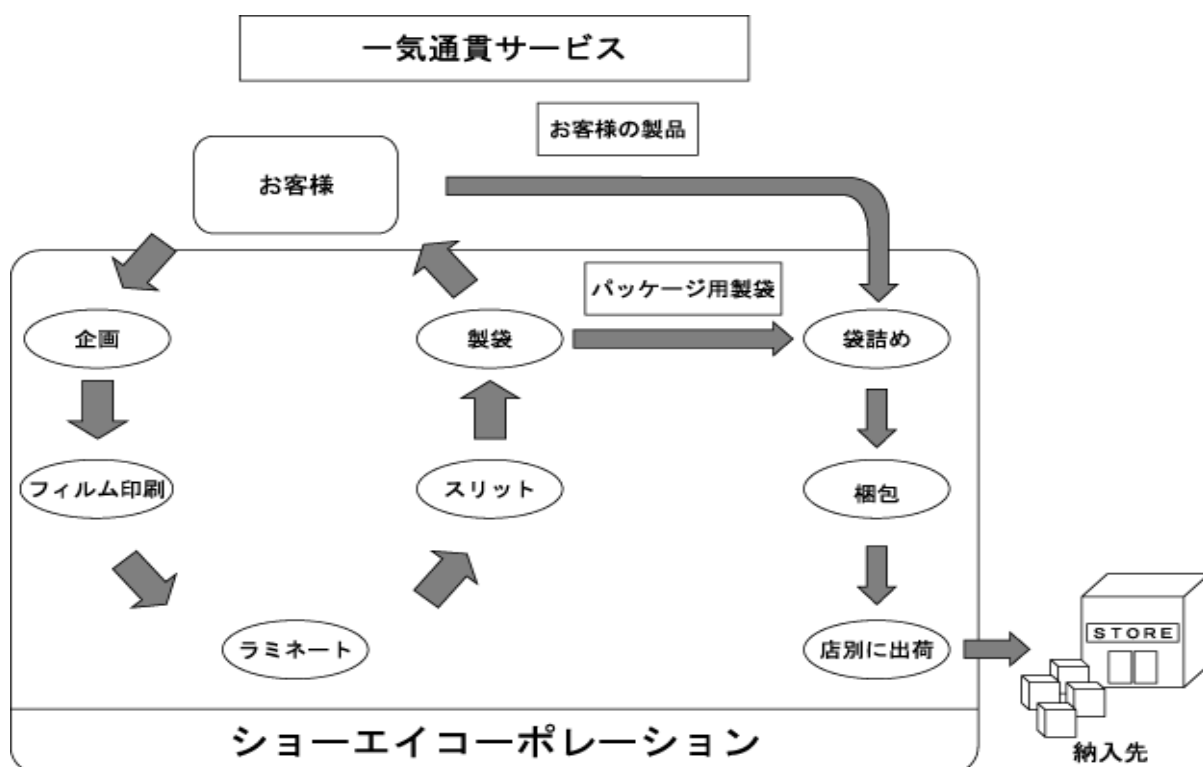 一気通貫サービス
お客様の製品
お客様
パッケージ用製袋
企画
製袋
袋詰め
フィルム印刷
スリット
梱包
ラミネート
店別に出荷
STORE
納入先
ショーエイコーポレーション